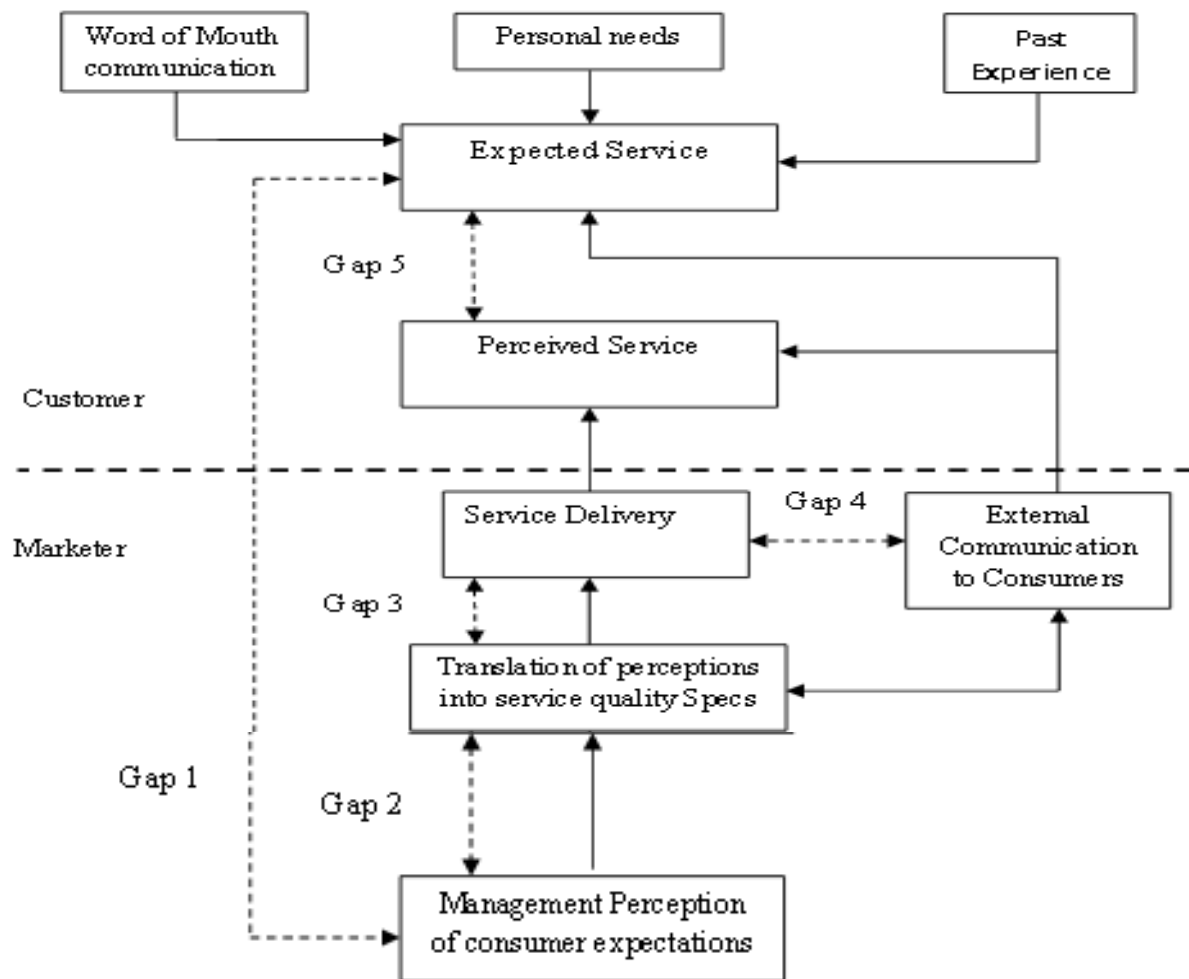 Word of Mouth
communication
Personal needs
Past
Experience
Expected Service
Gap 5
Perceived Service
Customer
Service Delivery
Gap 4
External
Communication
to Consumers
Marketer
Gap 3
Translation of perceptions
into service quality Specs
Gap 1
Gap 2
Management Perception
of consumer expectations